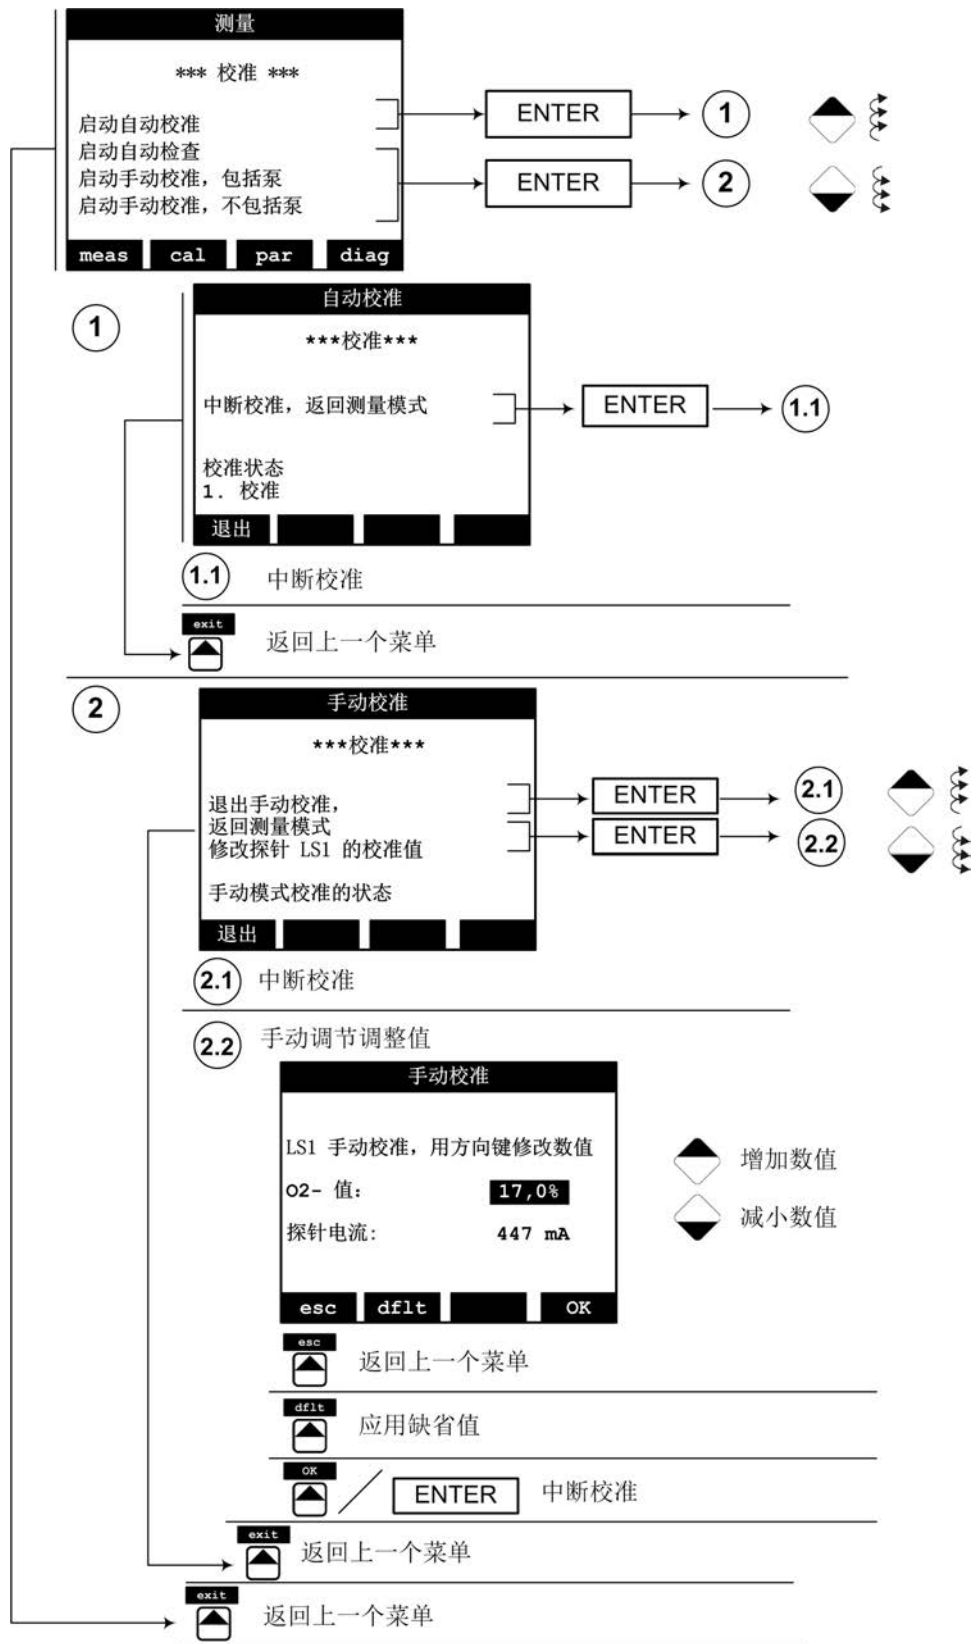 测量
*** 校准 ***
启动自动校准
启动自动检查
启动手动校准，包括泵
启动手动校准，不包括泵
meas cal par diag
ENTER 1
ENTER 2
1
自动校准
***校准***
中断校准，返回测量模式
校准状态
1. 校准
退出
ENTER 1.1
1.1 中断校准
exit
返回上一个菜单
2
手动校准
***校准***
退出手动校准，
返回测量模式
修改探针 LS1 的校准值
手动模式校准的状态
退出
ENTER 2.1
ENTER 2.2
2.1 中断校准
2.2 手动调节调整值
手动校准
LS1 手动校准，用方向键修改数值
O2- 值: 17,0%
探针电流: 447 mA
esc dflt OK
增加数值
减小数值
esc
返回上一个菜单
dflt
应用缺省值
OK
/ ENTER 中断校准
exit
返回上一个菜单
exit
返回上一个菜单